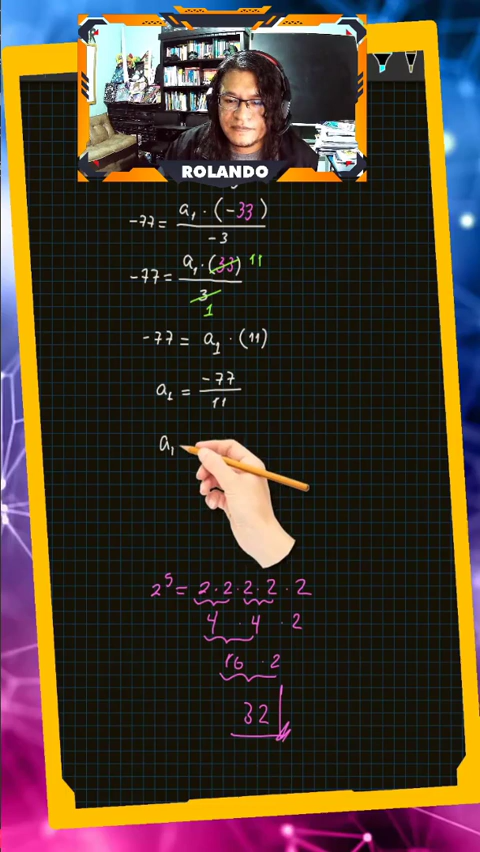 ROLANDO
-77 = a₁ · (-33) / -3
-77 = a₁ · (33) 11 / 3 1
-77 = a₁ · (11)
a₁ = -77 / 11
a₁
2⁵ = 2 · 2 · 2 · 2 · 2
4 · 4 · 2
16 · 2
32